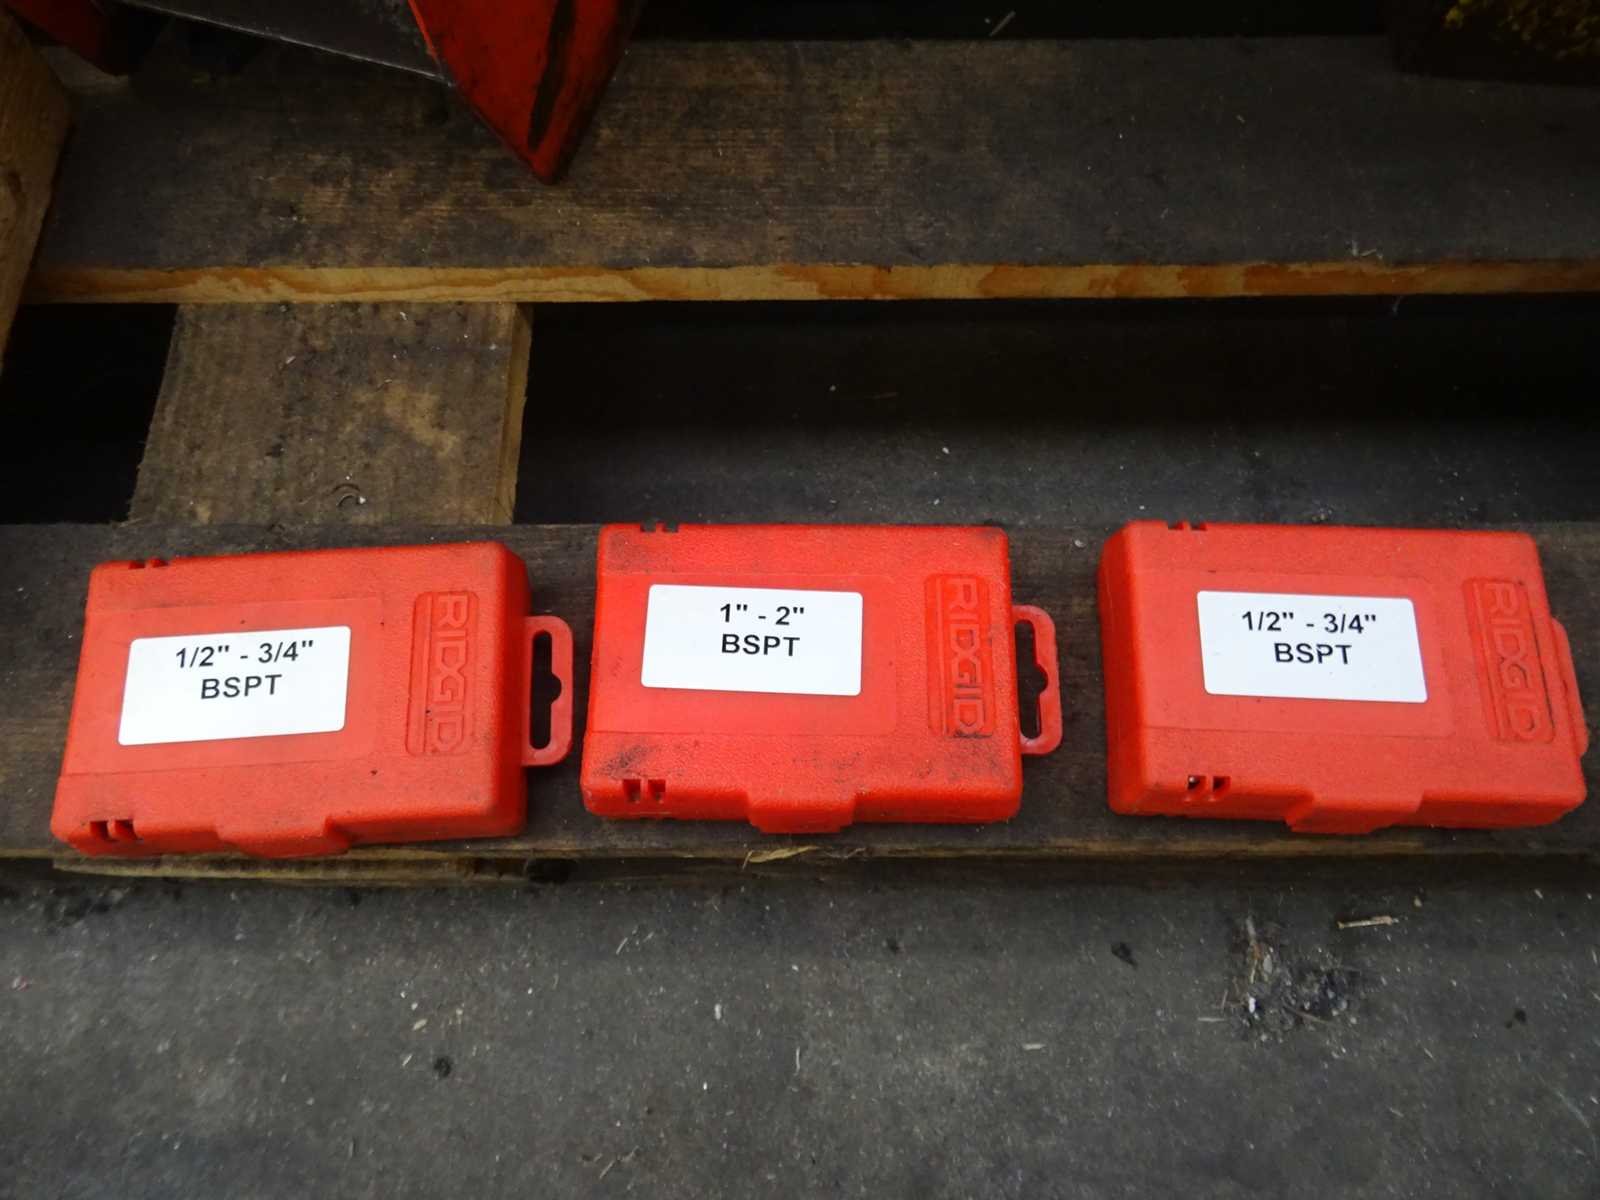 1/2" - 3/4"
BSPT
RIDGID
1" - 2"
BSPT
RIDGID
1/2" - 3/4"
BSPT
RIDGID